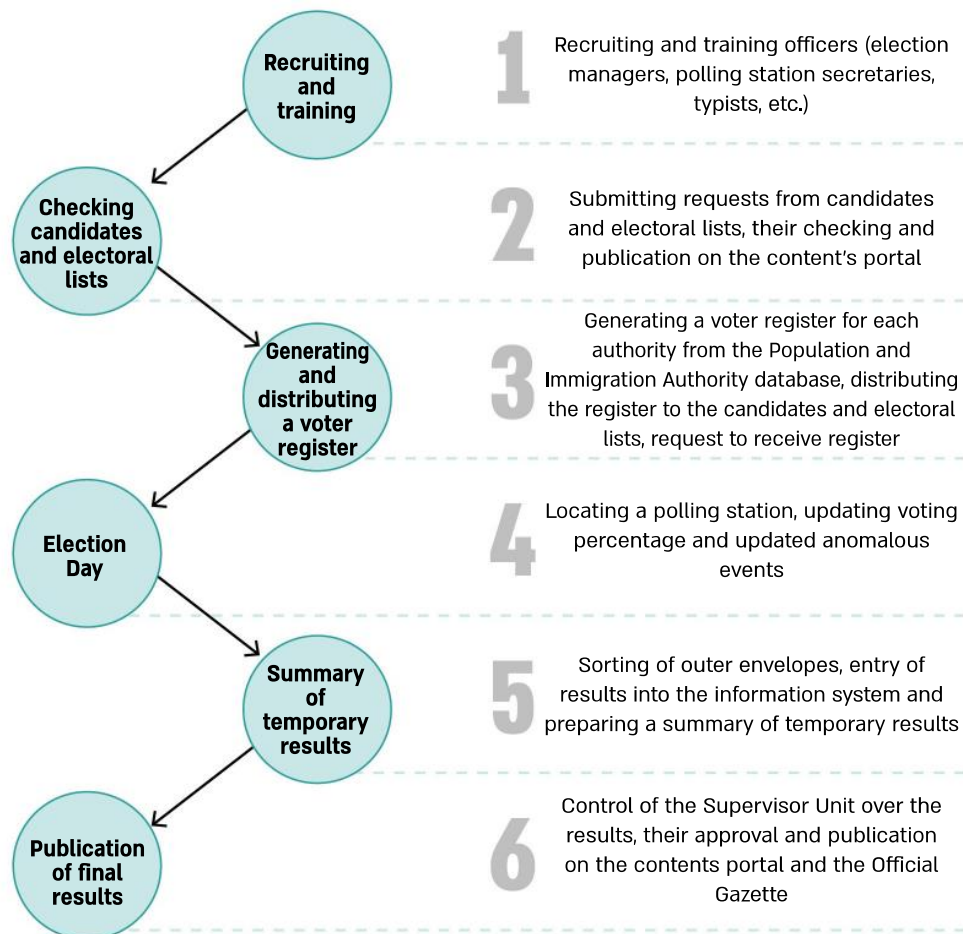 Recruiting
and
training
1
Recruiting and training officers (election
managers, polling station secretaries,
typists, etc.)
Checking
candidates
and electoral
lists
2
Submitting requests from candidates
and electoral lists, their checking and
publication on the content's portal
Generating
and
distributing
a voter
register
3
Generating a voter register for each
authority from the Population and
Immigration Authority database, distributing
the register to the candidates and electoral
lists, request to receive register
Election
Day
4
Locating a polling station, updating voting
percentage and updated anomalous
events
Summary
of
temporary
results
5
Sorting of outer envelopes, entry of
results into the information system and
preparing a summary of temporary results
Publication
of final
results
6
Control of the Supervisor Unit over the
results, their approval and publication
on the contents portal and the Official
Gazette